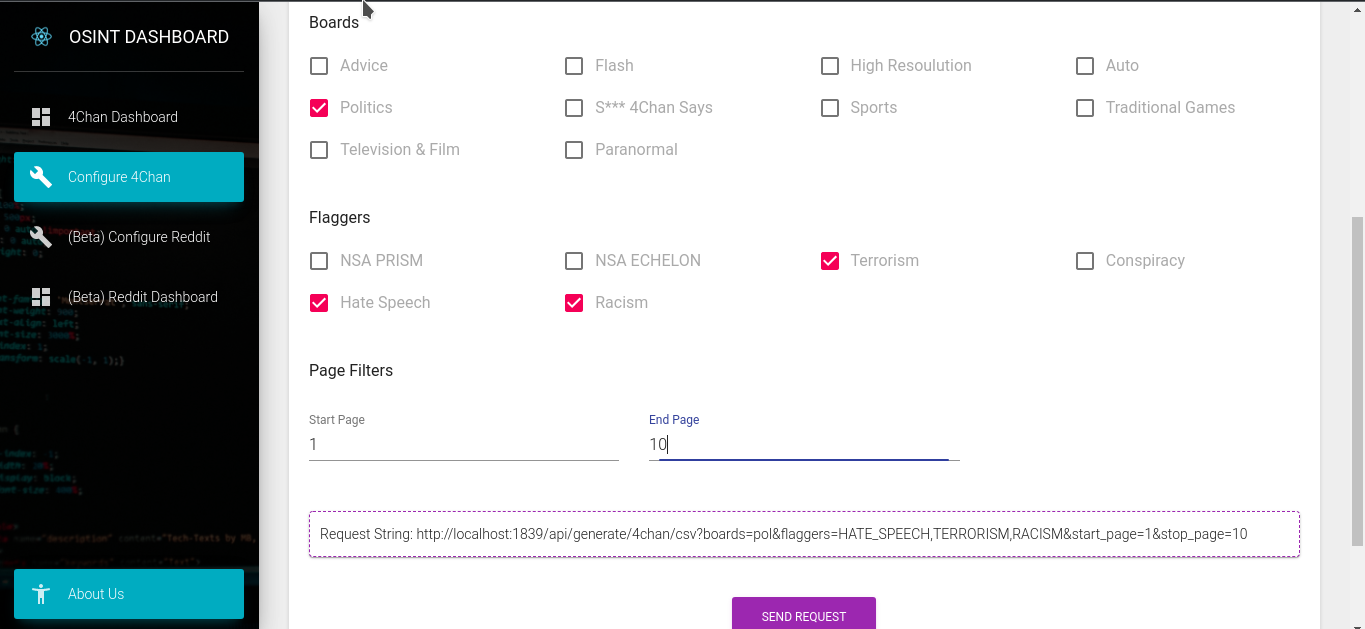 OSINT DASHBOARD
4Chan Dashboard
Configure 4Chan
(Beta) Configure Reddit
(Beta) Reddit Dashboard
About Us
Boards
Advice
Flash
High Resoulution
Auto
Politics
S*** 4Chan Says
Sports
Traditional Games
Television & Film
Paranormal
Flaggers
NSA PRISM
NSA ECHELON
Terrorism
Conspiracy
Hate Speech
Racism
Page Filters
Start Page
End Page
1
10
Request String: http://localhost:1839/api/generate/4chan/csv?boards=pol&flaggers=HATE_SPEECH,TERRORISM,RACISM&start_page=1&stop_page=10
SEND REQUEST